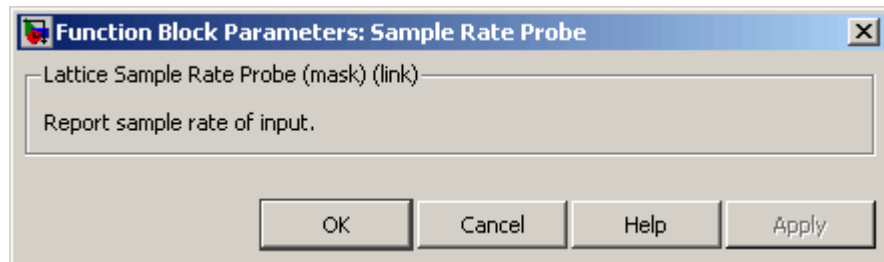 Function Block Parameters: Sample Rate Probe
Lattice Sample Rate Probe (mask) (link)
Report sample rate of input.
OK Cancel Help Apply